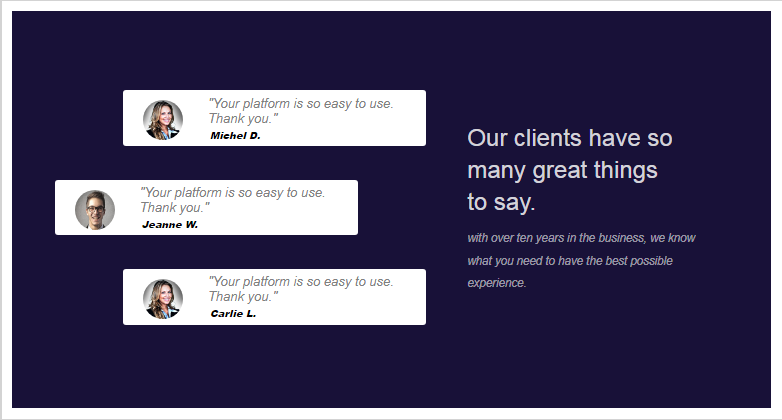 "Your platform is so easy to use.
Thank you."
Michel D.
"Your platform is so easy to use.
Thank you."
Jeanne W.
"Your platform is so easy to use.
Thank you."
Carlie L.
Our clients have so
many great things
to say.
with over ten years in the business, we know
what you need to have the best possible
experience.